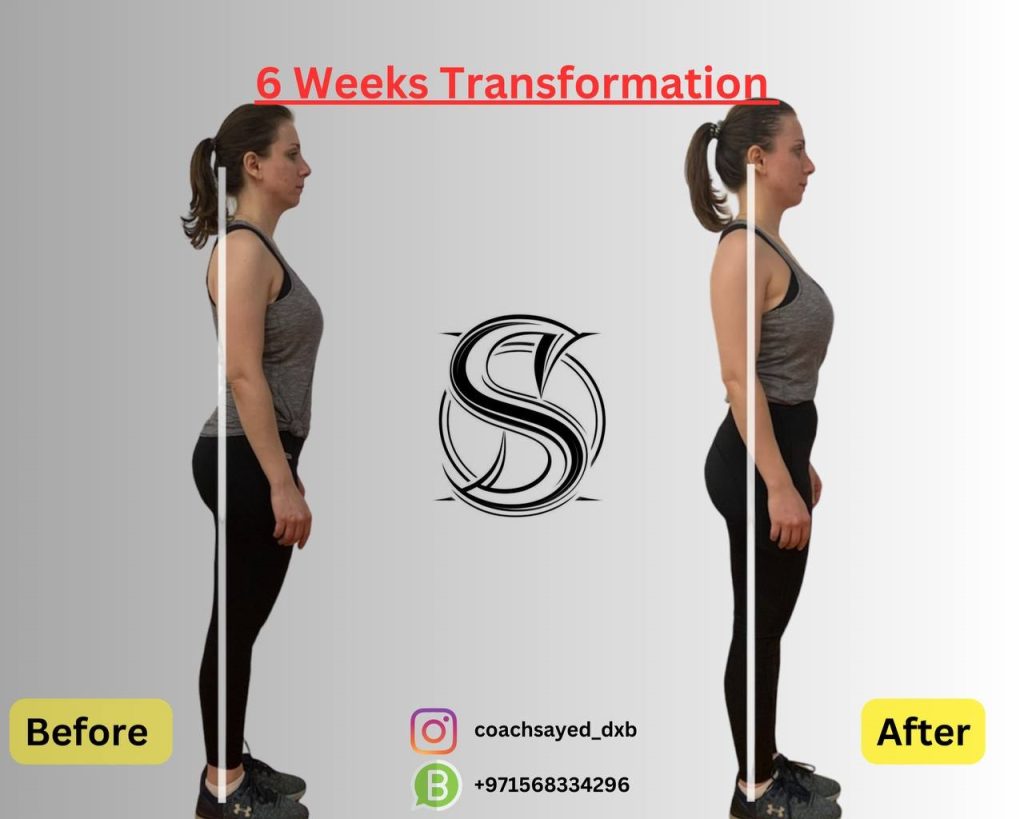 6 Weeks Transformation
S
Before
After
coachsayed_dxb
B
+971568334296